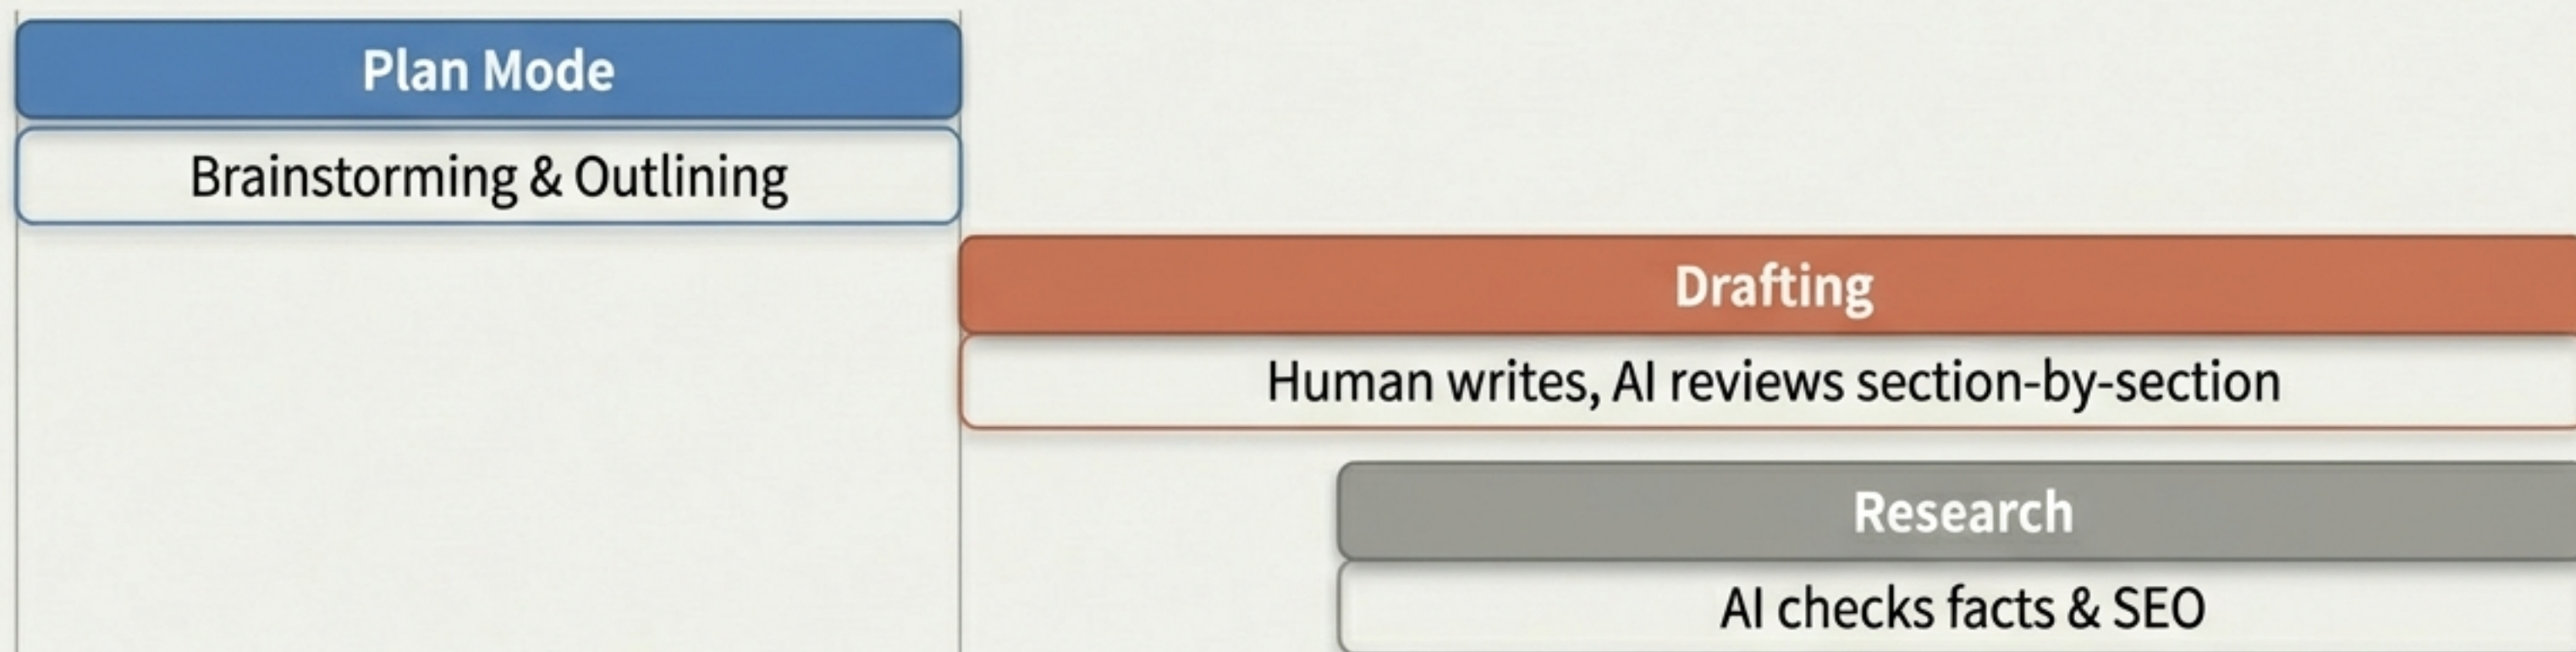 Plan Mode
Brainstorming & Outlining
Drafting
Human writes, AI reviews section-by-section
Research
AI checks facts & SEO